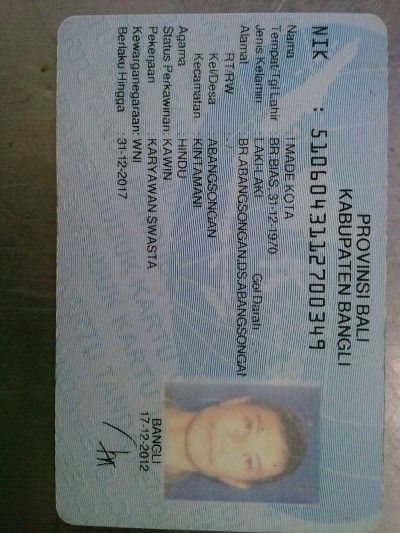 PROVINSI BALI
KABUPATEN BANGLI
NIK : 5106043112700349
Nama : I MADE KOTA
Tempat/Tgl Lahir : BR.BIAS, 31-12-1970
Jenis Kelamin : LAKI-LAKI Gol Darah : -
Alamat : BR.ABANGSONGAN,DS.ABANGSONGAN
RT/RW : - / -
Kel/Desa : ABANGSONGAN
Kecamatan : KINTAMANI
Agama : HINDU
Status Perkawinan : KAWIN
Pekerjaan : KARYAWAN SWASTA
Kewarganegaraan: WNI
Berlaku Hingga : 31-12-2017
BANGLI
17-12-2012